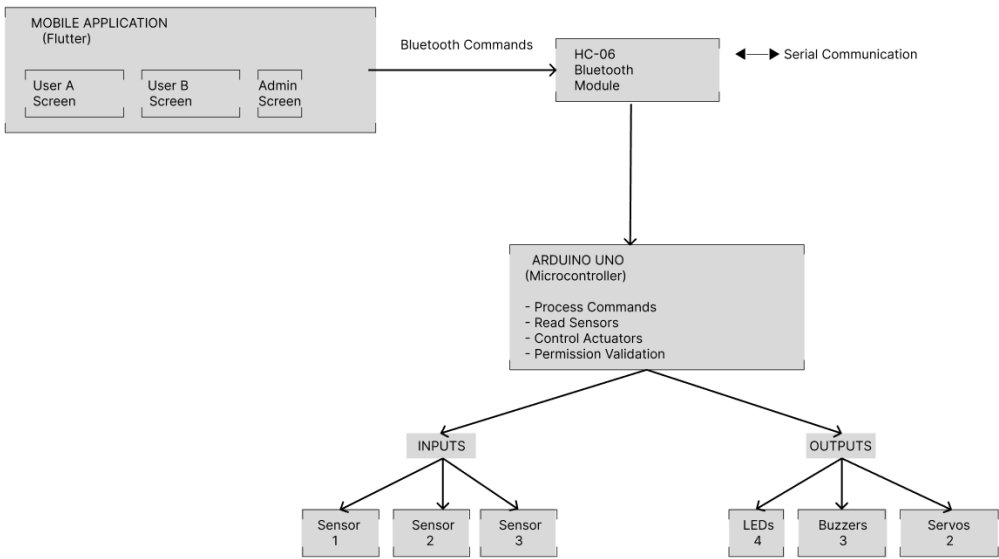 MOBILE APPLICATION
(Flutter)
User A
Screen
User B
Screen
Admin
Screen
Bluetooth Commands
HC-06
Bluetooth
Module
Serial Communication
ARDUINO UNO
(Microcontroller)
- Process Commands
- Read Sensors
- Control Actuators
- Permission Validation
INPUTS
OUTPUTS
Sensor
1
Sensor
2
Sensor
3
LEDs
4
Buzzers
3
Servos
2